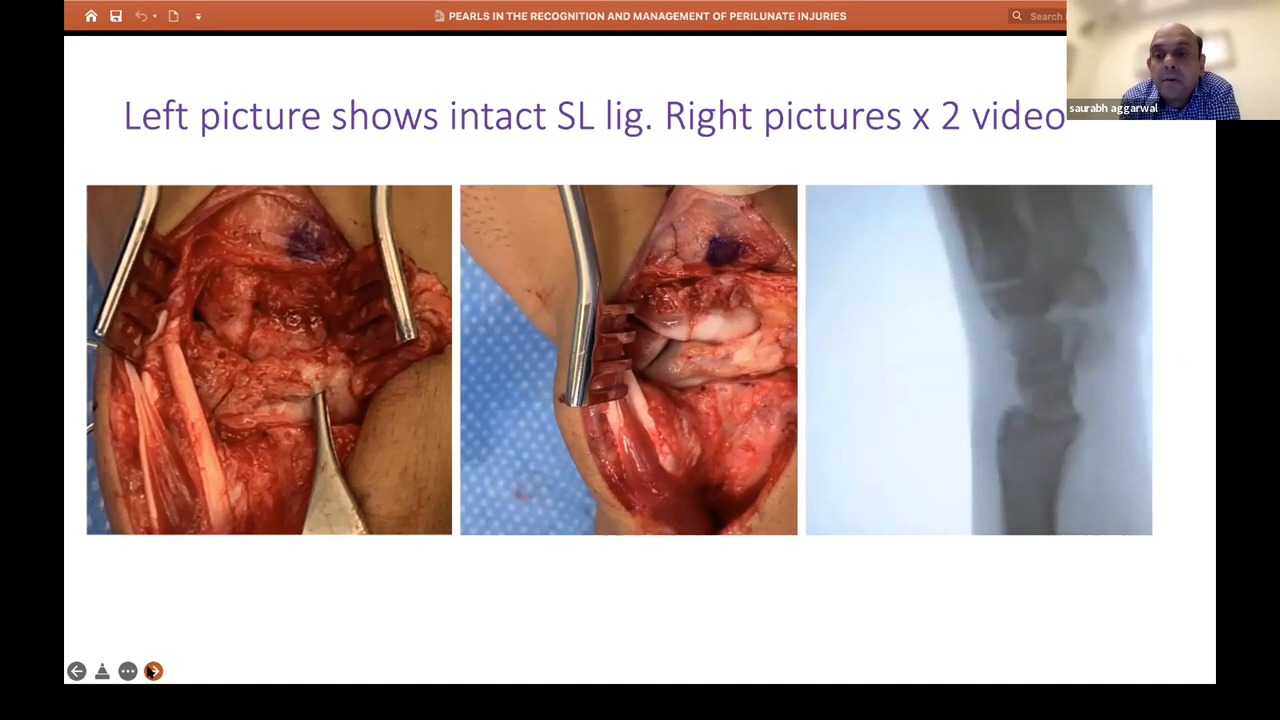 PEARLS IN THE RECOGNITION AND MANAGEMENT OF PERILUNATE INJURIES
Search
saurabh aggarwal
Left picture shows intact SL lig. Right pictures x 2 video